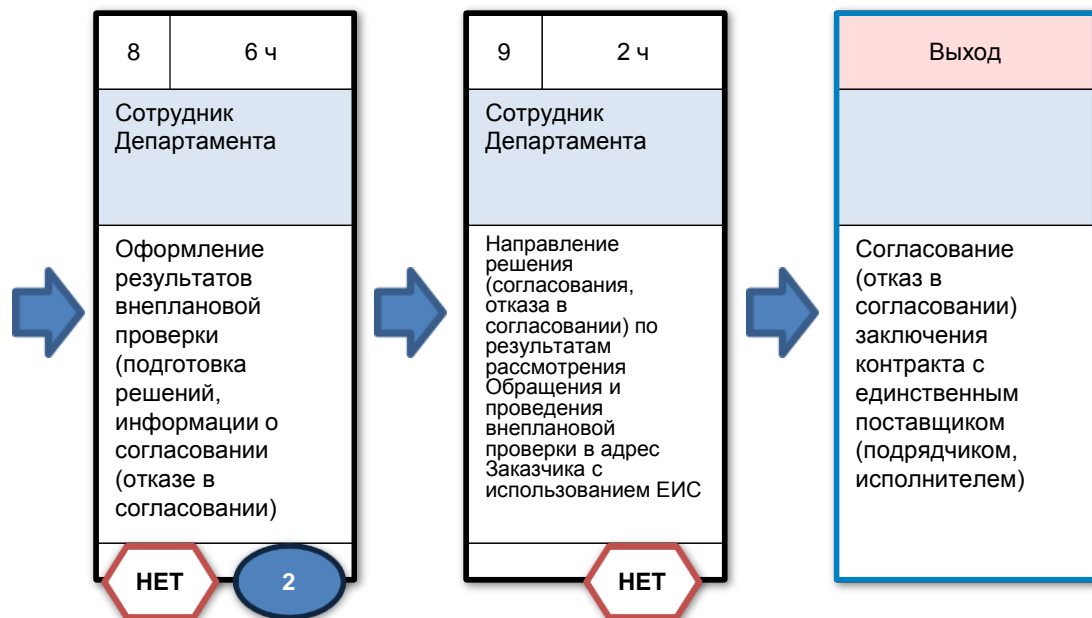 8
6 ч
Сотрудник
Департамента
Оформление
результатов
внеплановой
проверки
(подготовка
решений,
информации о
согласовании
(отказе в
согласовании)
НЕТ
2
9
2 ч
Сотрудник
Департамента
Направление
решения
(согласования,
отказа в
согласовании) по
результатам
рассмотрения
Обращения и
проведения
внеплановой
проверки в адрес
Заказчика с
использованием ЕИС
НЕТ
Выход
Согласование
(отказ в
согласовании)
заключения
контракта с
единственным
поставщиком
(подрядчиком,
исполнителем)